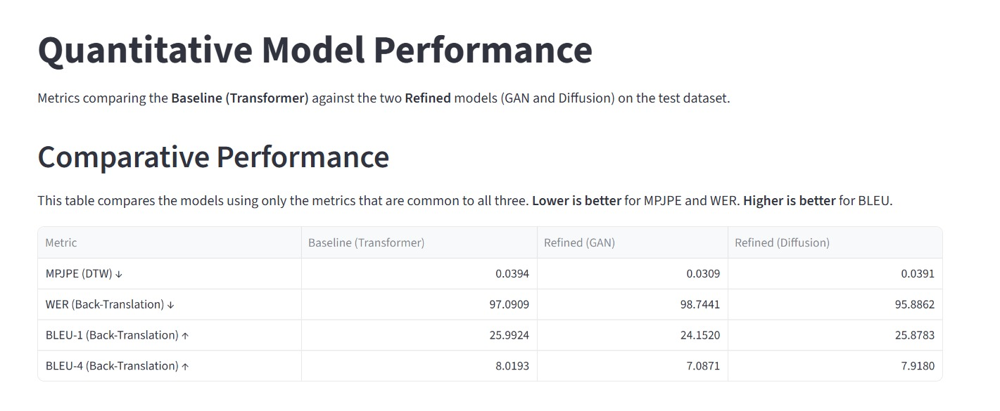 Quantitative Model Performance
Metrics comparing the Baseline (Transformer) against the two Refined models (GAN and Diffusion) on the test dataset.
Comparative Performance
This table compares the models using only the metrics that are common to all three. Lower is better for MPJPE and WER. Higher is better for BLEU.
Metric Baseline (Transformer) Refined (GAN) Refined (Diffusion)
MPJPE (DTW) ↓ 0.0394 0.0309 0.0391
WER (Back-Translation) ↓ 97.0909 98.7441 95.8862
BLEU-1 (Back-Translation) ↑ 25.9924 24.1520 25.8783
BLEU-4 (Back-Translation) ↑ 8.0193 7.0871 7.9180